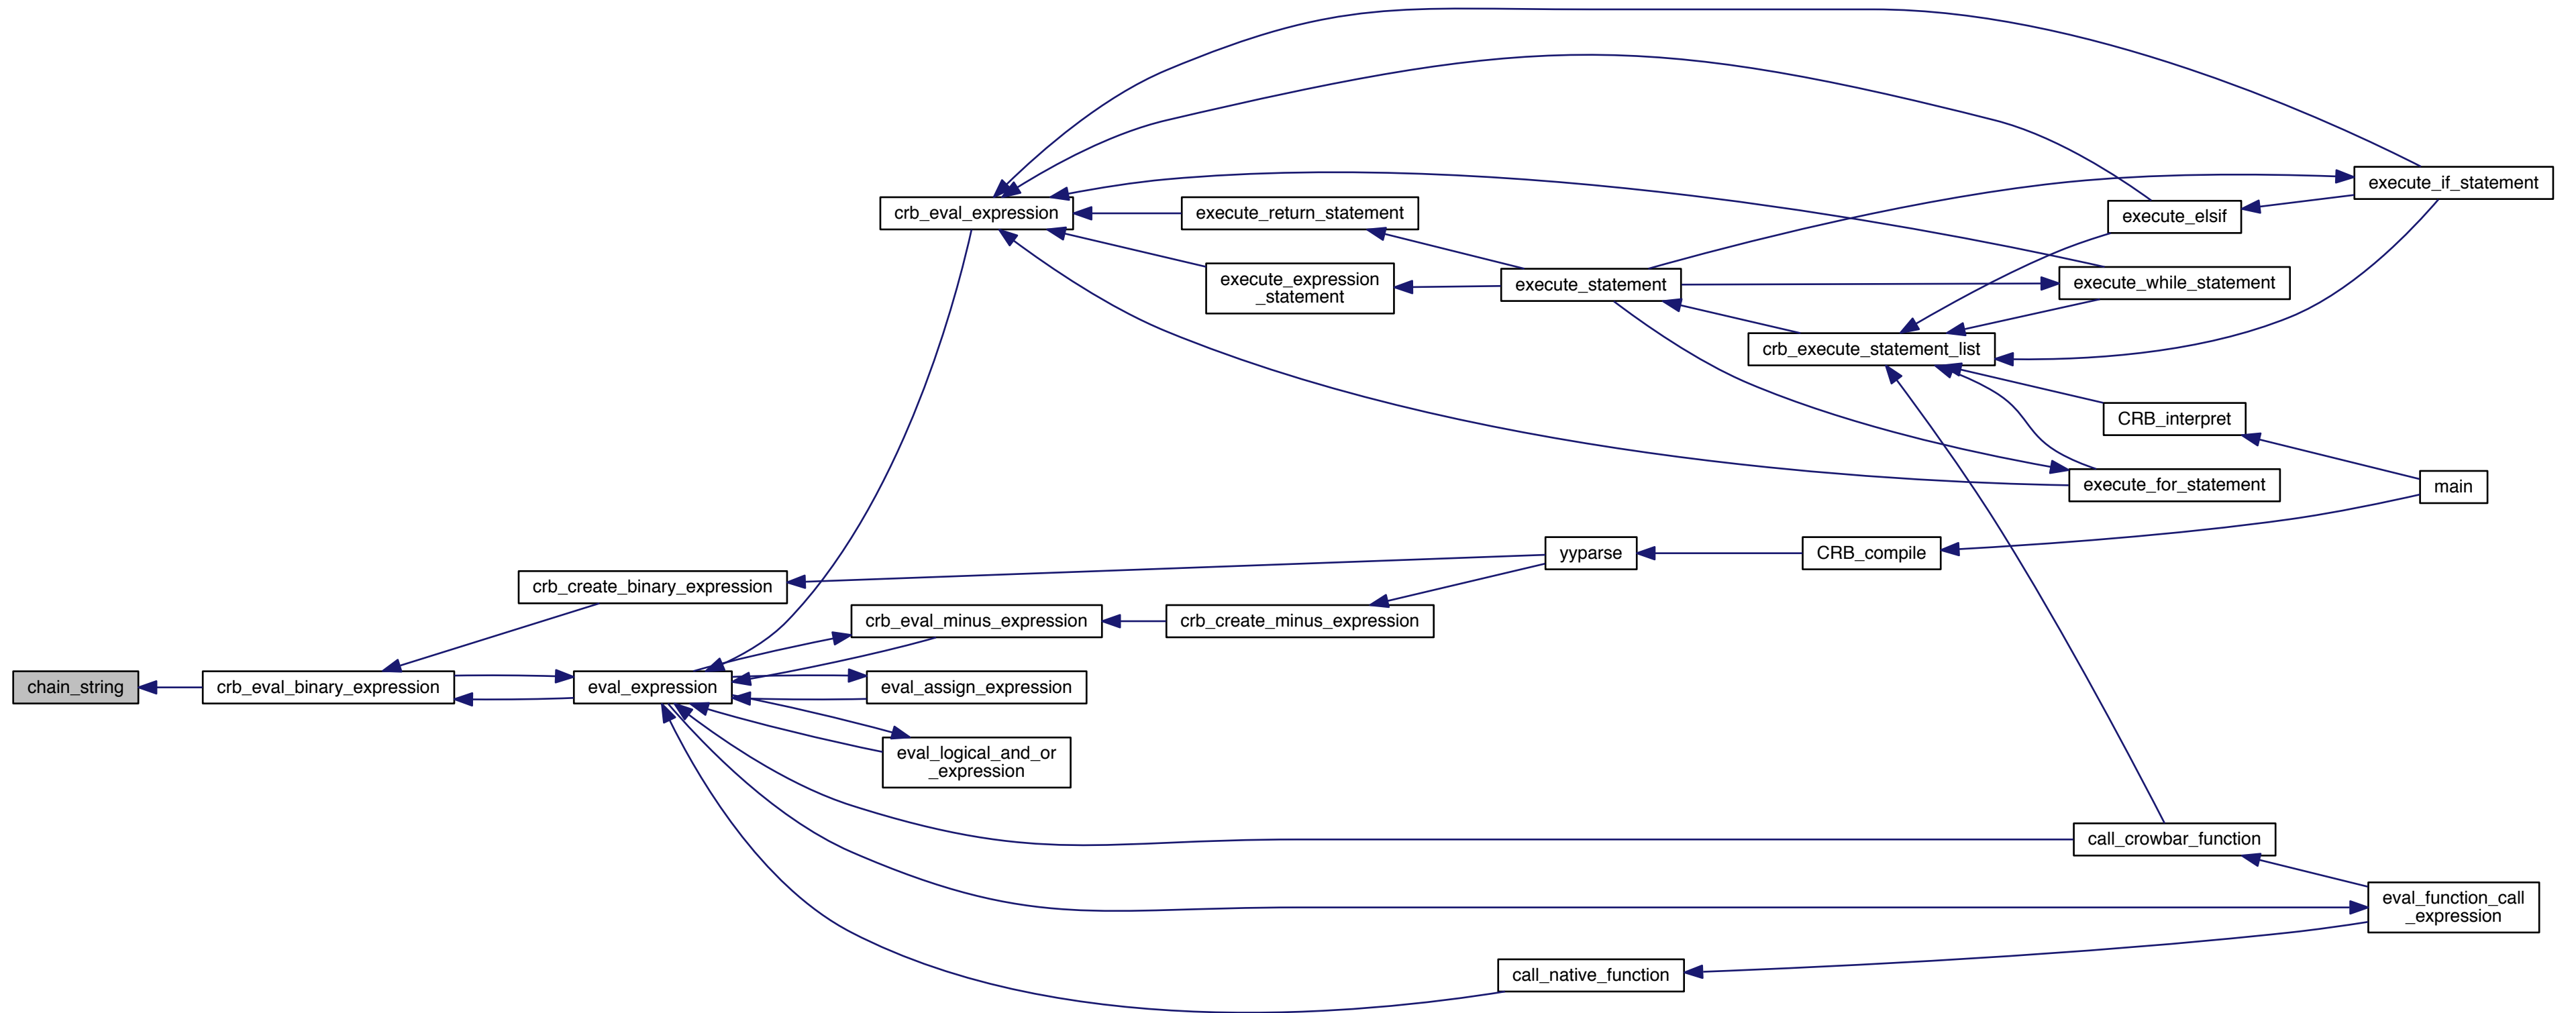 execute_if_statement
crb_eval_expression
execute_return_statement
execute_elsif
execute_expression
_statement
execute_statement
execute_while_statement
crb_execute_statement_list
CRB_interpret
execute_for_statement
main
yyparse
CRB_compile
crb_create_binary_expression
crb_eval_minus_expression
crb_create_minus_expression
chain_string
crb_eval_binary_expression
eval_expression
eval_assign_expression
eval_logical_and_or
_expression
call_crowbar_function
eval_function_call
_expression
call_native_function